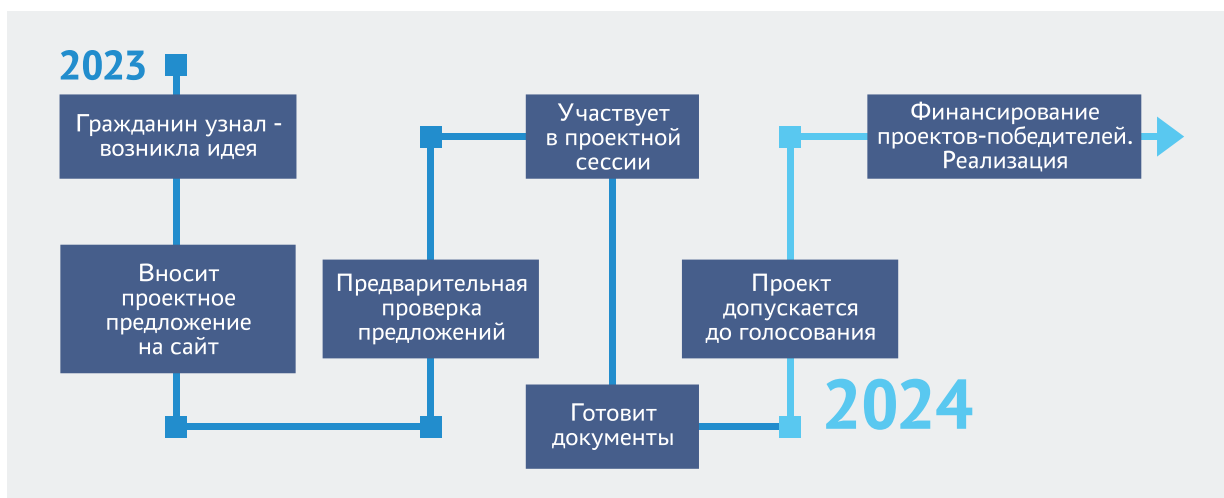 2023
Гражданин узнал -
возникла идея
Вносит
проектное
предложение
на сайт
Предварительная
проверка
предложений
Участвует
в проектной
сессии
Готовит
документы
2024
Проект
допускается
до голосования
Финансирование
проектов-победителей.
Реализация